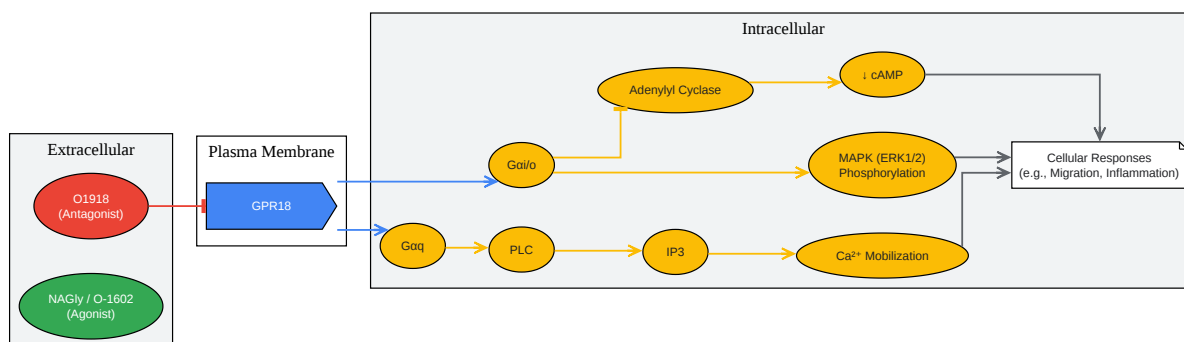 Intracellular
Adenylyl Cyclase
↓ cAMP
Extracellular
Plasma Membrane
Gαi/o
MAPK (ERK1/2)
Phosphorylation
Cellular Responses
(e.g., Migration, Inflammation)
O1918
(Antagonist)
GPR18
Gαq
PLC
IP3
Ca²⁺ Mobilization
NAGly / O-1602
(Agonist)